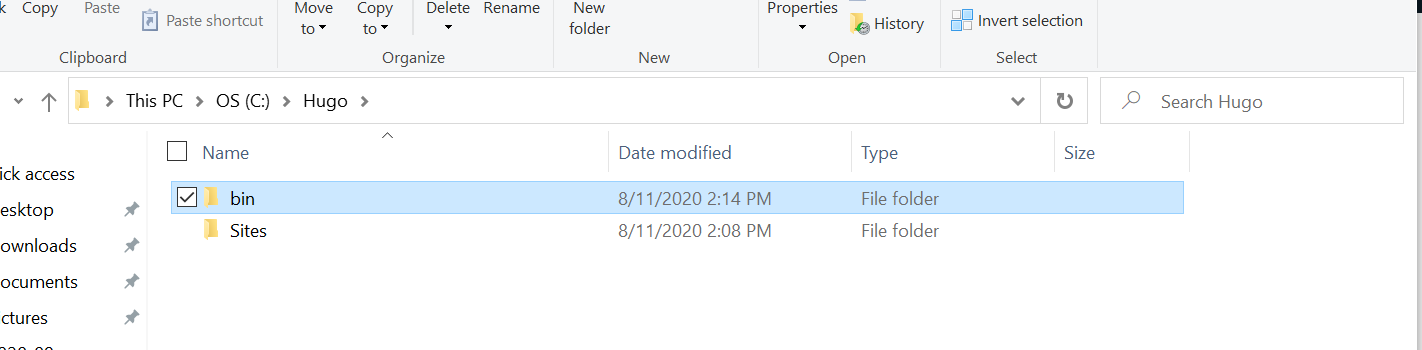 Copy Paste Paste shortcut Move to Copy to Delete Rename New folder Properties History Invert selection
Clipboard Organize New Open Select
This PC OS (C:) Hugo Search Hugo
Name Date modified Type Size
ick access
esktop
ownloads
ocuments
ictures
bin 8/11/2020 2:14 PM File folder
Sites 8/11/2020 2:08 PM File folder